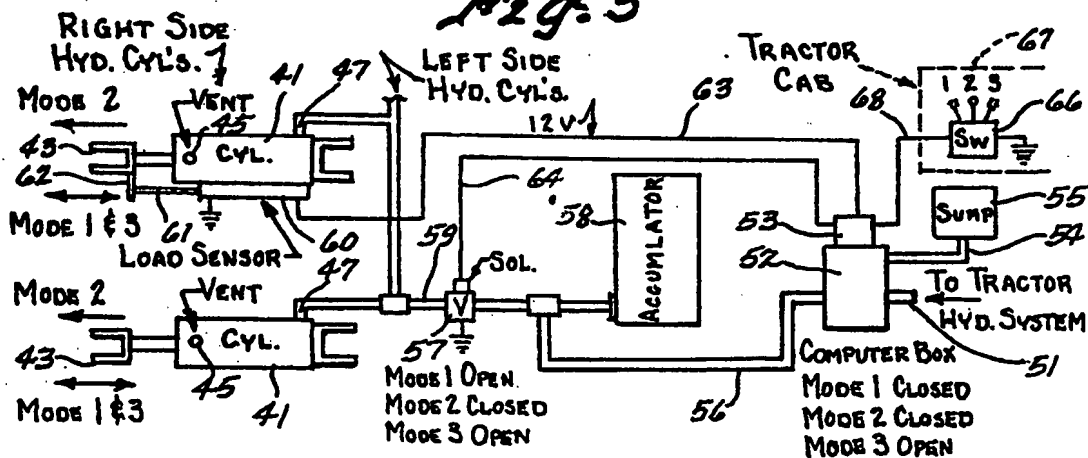 Fig. 5
RIGHT SIDE
HYD. CYL'S.
MODE 2
VENT
45
41
47
43
62
CYL.
MODE 1 & 3
61
60
LOAD SENSOR
LEFT SIDE
HYD. CYL'S.
12V
63
64
58
ACCUMLATOR
TRACTOR
CAB
67
1 2 3
68
66
SW
53
52
SUMP
55
54
TO TRACTOR
HYD. SYSTEM
51
MODE 2
VENT
47
59
SOL.
V
57
43
45
CYL.
41
MODE 1 & 3
MODE 1 OPEN
MODE 2 CLOSED
MODE 3 OPEN
56
COMPUTER BOX
MODE 1 CLOSED
MODE 2 CLOSED
MODE 3 OPEN